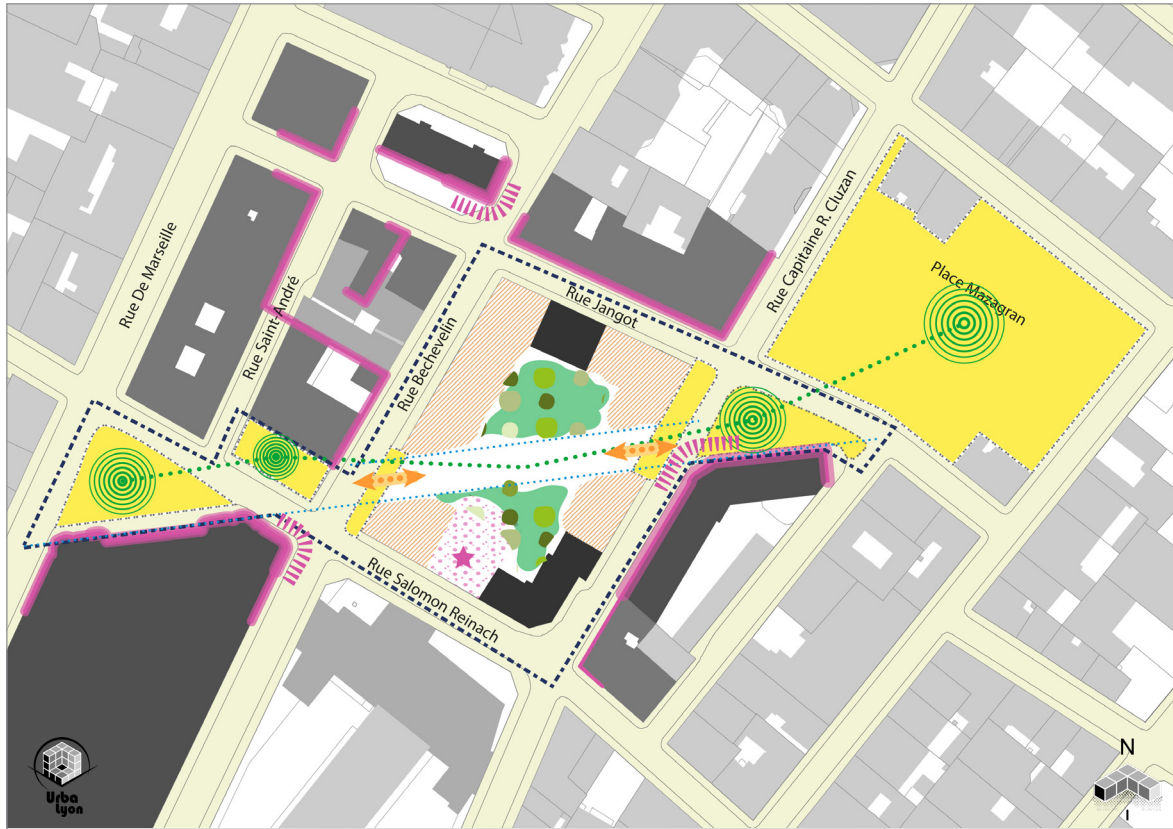 Rue De Marseille
Rue Saint-André
Rue Bechevelin
Rue Jangot
Rue Capitaine R. Cluzan
Place Mazagran
Rue Salomon Reinach
Urba
Lyon
N